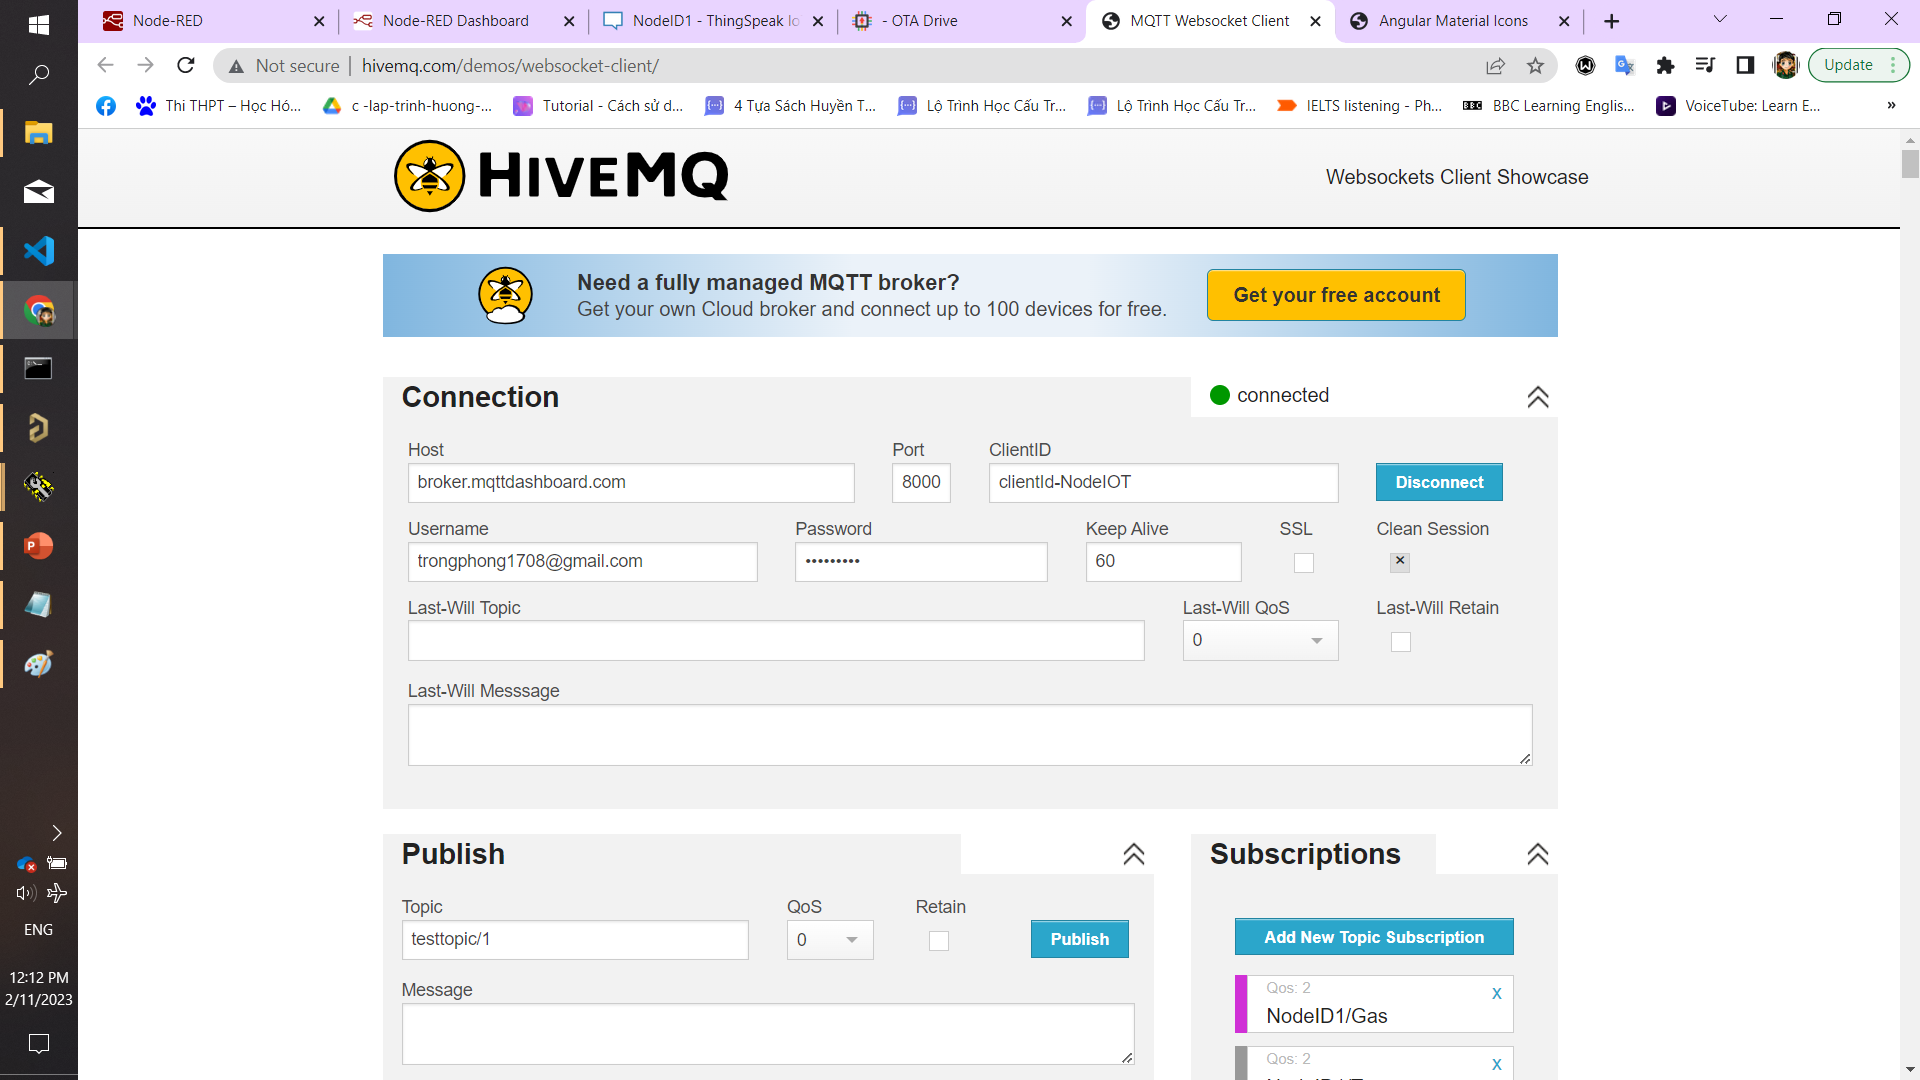 Node-RED
Node-RED Dashboard
NodeID1 - ThingSpeak Io
- OTA Drive
MQTT Websocket Client
Angular Material Icons
Not secure
hivemq.com/demos/websocket-client/
Update
Thi THPT – Học Hó...
c -lap-trinh-huong-...
Tutorial - Cách sử d...
4 Tựa Sách Huyền T...
Lộ Trình Học Cấu Tr...
Lộ Trình Học Cấu Tr...
IELTS listening - Ph...
BBC
BBC Learning Englis...
VoiceTube: Learn E...
»
HIVEMQ
Websockets Client Showcase
Need a fully managed MQTT broker?
Get your own Cloud broker and connect up to 100 devices for free.
Get your free account
Connection
connected
Host
Port
ClientID
broker.mqttdashboard.com
8000
clientId-NodeIOT
Disconnect
Username
Password
Keep Alive
SSL
Clean Session
trongphong1708@gmail.com
•••••••••
60
Last-Will Topic
Last-Will QoS
Last-Will Retain
0
Last-Will Messsage
Publish
Subscriptions
Topic
QoS
Retain
testtopic/1
0
Publish
Add New Topic Subscription
Message
Qos: 2
x
NodeID1/Gas
Qos: 2
x
ENG
12:12 PM
2/11/2023